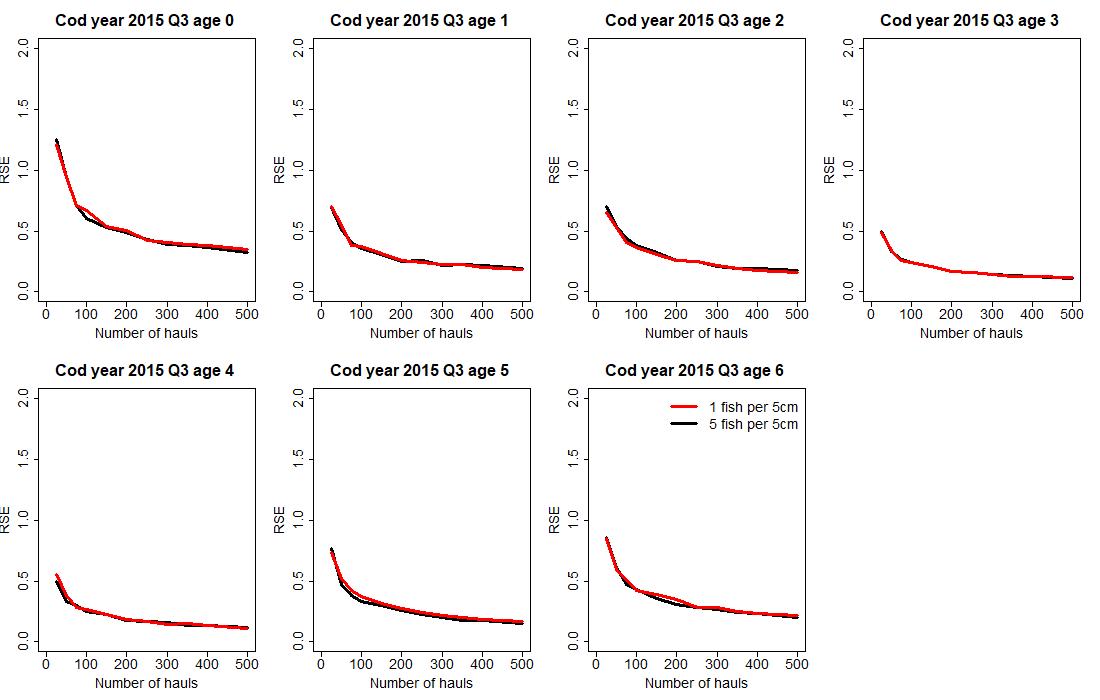 Cod year 2015 Q3 age 0
RSE
2.0
1.5
1.0
0.5
0.0
0 100 200 300 400 500
Number of hauls
Cod year 2015 Q3 age 1
RSE
2.0
1.5
1.0
0.5
0.0
0 100 200 300 400 500
Number of hauls
Cod year 2015 Q3 age 2
RSE
2.0
1.5
1.0
0.5
0.0
0 100 200 300 400 500
Number of hauls
Cod year 2015 Q3 age 3
RSE
2.0
1.5
1.0
0.5
0.0
0 100 200 300 400 500
Number of hauls
Cod year 2015 Q3 age 4
RSE
2.0
1.5
1.0
0.5
0.0
0 100 200 300 400 500
Number of hauls
Cod year 2015 Q3 age 5
RSE
2.0
1.5
1.0
0.5
0.0
0 100 200 300 400 500
Number of hauls
Cod year 2015 Q3 age 6
1 fish per 5cm
5 fish per 5cm
RSE
2.0
1.5
1.0
0.5
0.0
0 100 200 300 400 500
Number of hauls